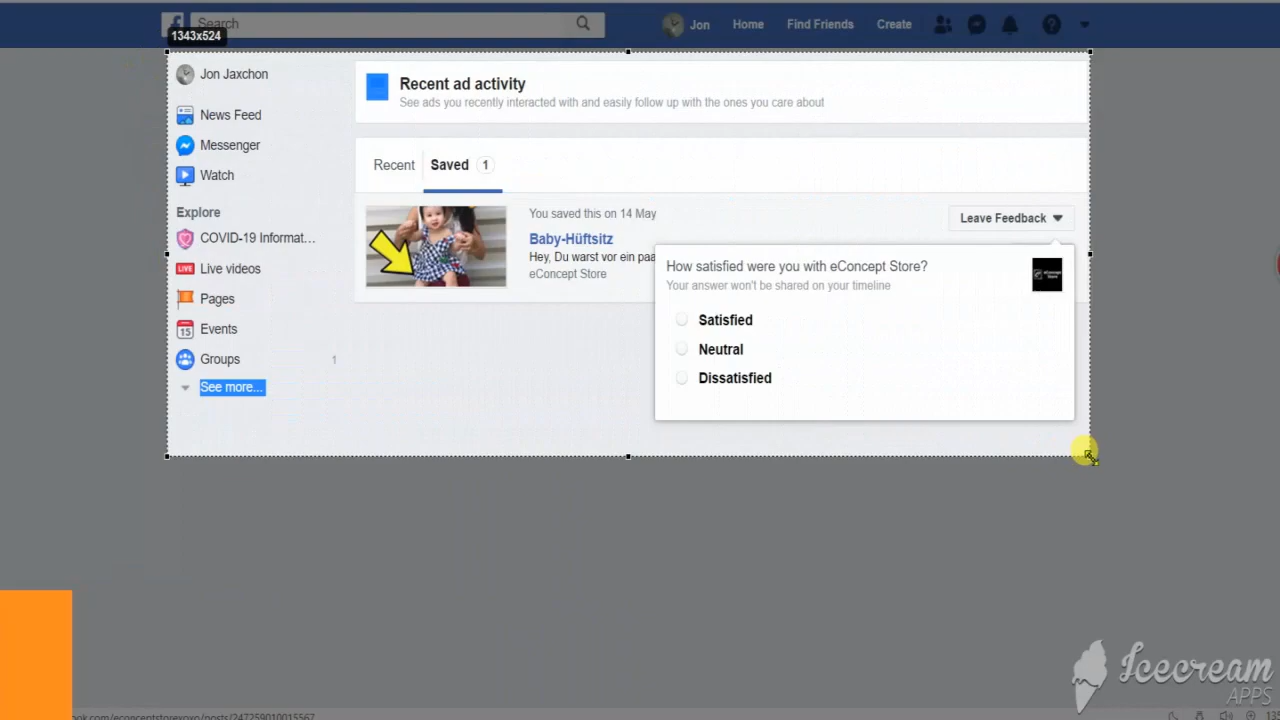 Search
Jon
Home
Find Friends
Create
1343x524
Jon Jaxchon
News Feed
Messenger
Watch
Explore
COVID-19 Informat...
LIVE
Live videos
Pages
15
Events
Groups
1
See more...
Recent ad activity
See ads you recently interacted with and easily follow up with the ones you care about
Recent
Saved
1
You saved this on 14 May
Baby-Hüftsitz
Hey, Du warst vor ein paa
eConcept Store
Leave Feedback
How satisfied were you with eConcept Store?
Your answer won't be shared on your timeline
eConcept
Store
Satisfied
Neutral
Dissatisfied
Icecream
APPS